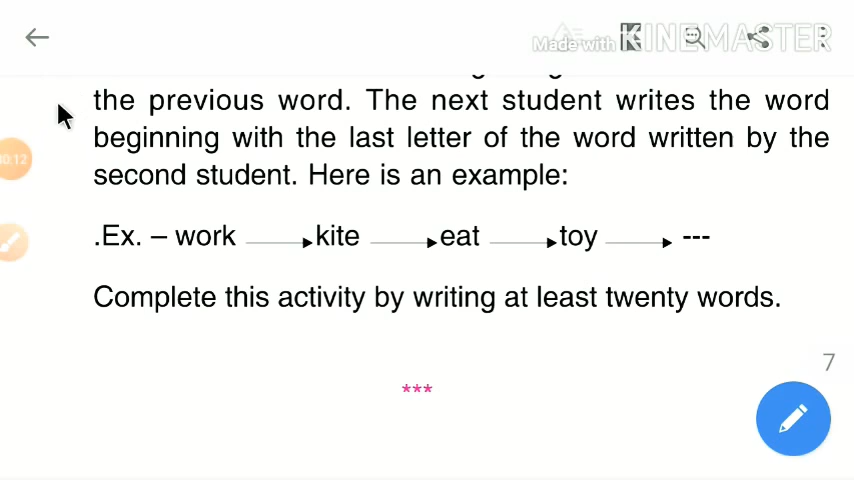 Made with KINEMASTER
the previous word. The next student writes the word
beginning with the last letter of the word written by the
second student. Here is an example:
.Ex. – work → kite → eat → toy → ---
Complete this activity by writing at least twenty words.
7
***